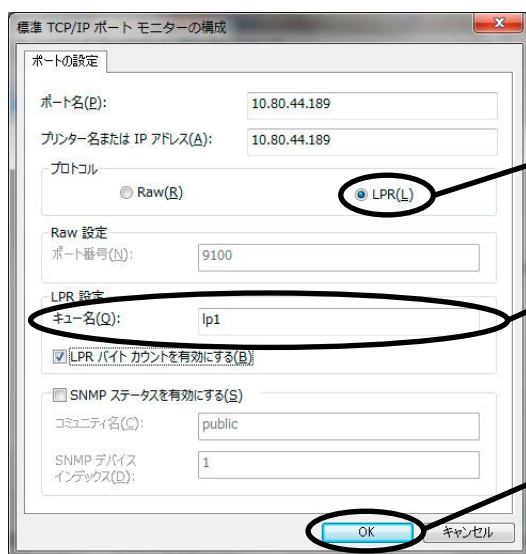 標準 TCP/IP ポート モニターの構成
ポートの設定
ポート名(P): 10.80.44.189
プリンター名または IP アドレス(A): 10.80.44.189
プロトコル
Raw(R) LPR(L)
Raw 設定
ポート番号(N): 9100
LPR 設定
キュー名(Q): lp1
LPR バイト カウントを有効にする(B)
SNMP ステータスを有効にする(S)
コミュニティ名(C): public
SNMP デバイス
インデックス(D): 1
OK キャンセル